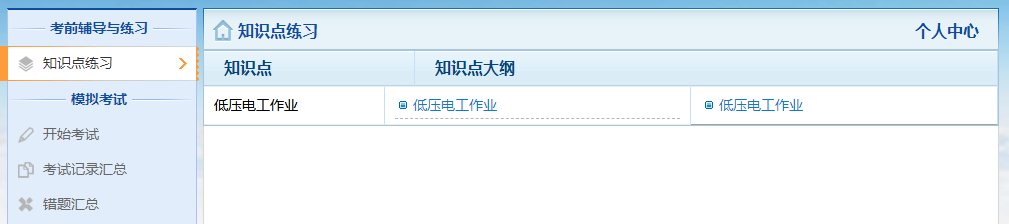 考前辅导与练习
知识点练习
模拟考试
开始考试
考试记录汇总
错题汇总
知识点练习 个人中心
知识点 知识点大纲
低压电工作业 低压电工作业 低压电工作业